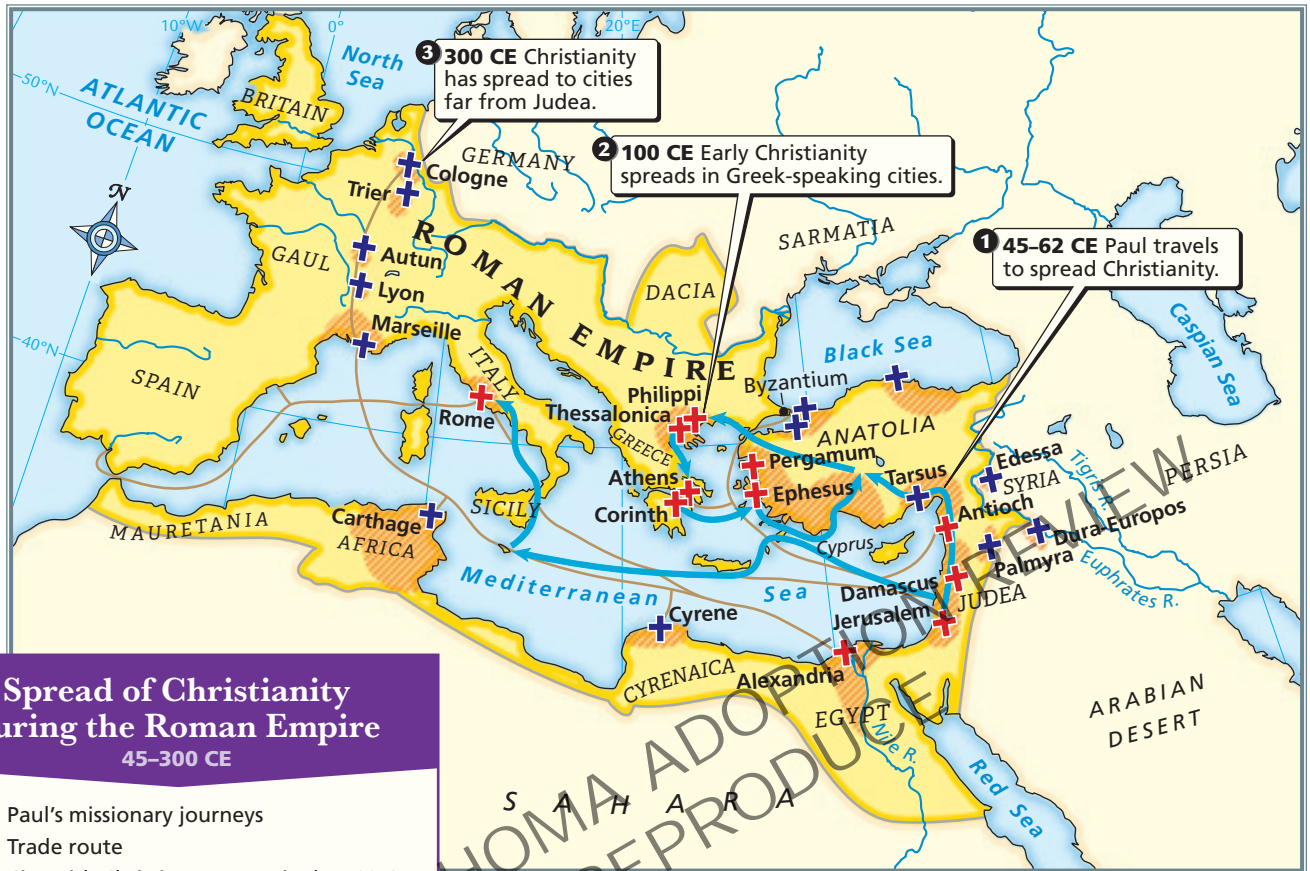 10°W
0°
20°E
50°N
40°N
North
Sea
ATLANTIC
OCEAN
N
BRITAIN
3 300 CE Christianity
has spread to cities
far from Judea.
GERMANY
2 100 CE Early Christianity
spreads in Greek-speaking cities.
SARMATIA
1 45–62 CE Paul travels
to spread Christianity.
Cologne
Trier
ROMAN EMPIRE
GAUL
Autun
Lyon
Marseille
DACIA
Black Sea
Caspian
Sea
SPAIN
ITALY
Rome
Philippi
Thessalonica
Byzantium
GREECE
ANATOLIA
Pergamum
Athens
Ephesus
Corinth
Tarsus
Edessa
SYRIA
Tigris R.
PERSIA
Antioch
Dura-Europos
Palmyra
Euphrates R.
MAURETANIA
Carthage
AFRICA
SICILY
Cyprus
Damascus
JUDEA
Jerusalem
Mediterranean Sea
Cyrene
CYRENAICA
Alexandria
EGYPT
Nile R.
Red Sea
ARABIAN
DESERT
SAHARA
Spread of Christianity
uring the Roman Empire
45–300 CE
Paul's missionary journeys
Trade route
HOMA ADOPTION REVIEW
REPRODUCE